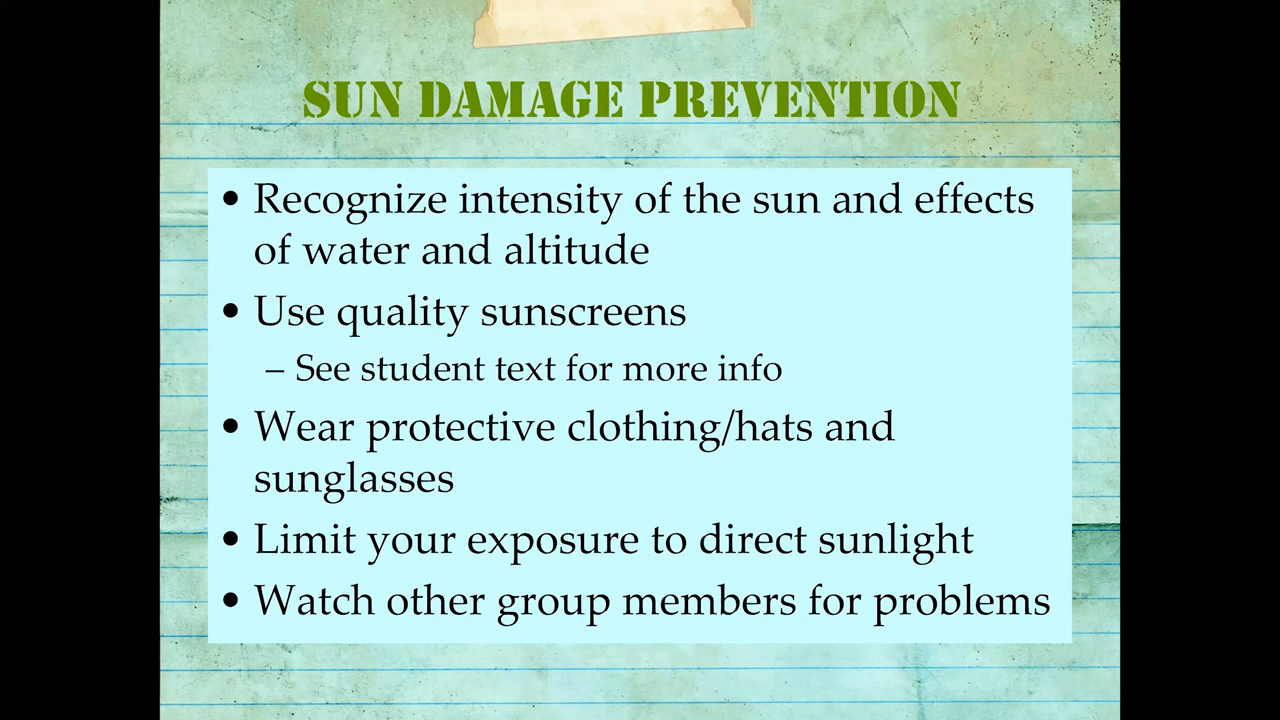 SUN DAMAGE PREVENTION
• Recognize intensity of the sun and effects
of water and altitude
• Use quality sunscreens
– See student text for more info
• Wear protective clothing/hats and
sunglasses
• Limit your exposure to direct sunlight
• Watch other group members for problems